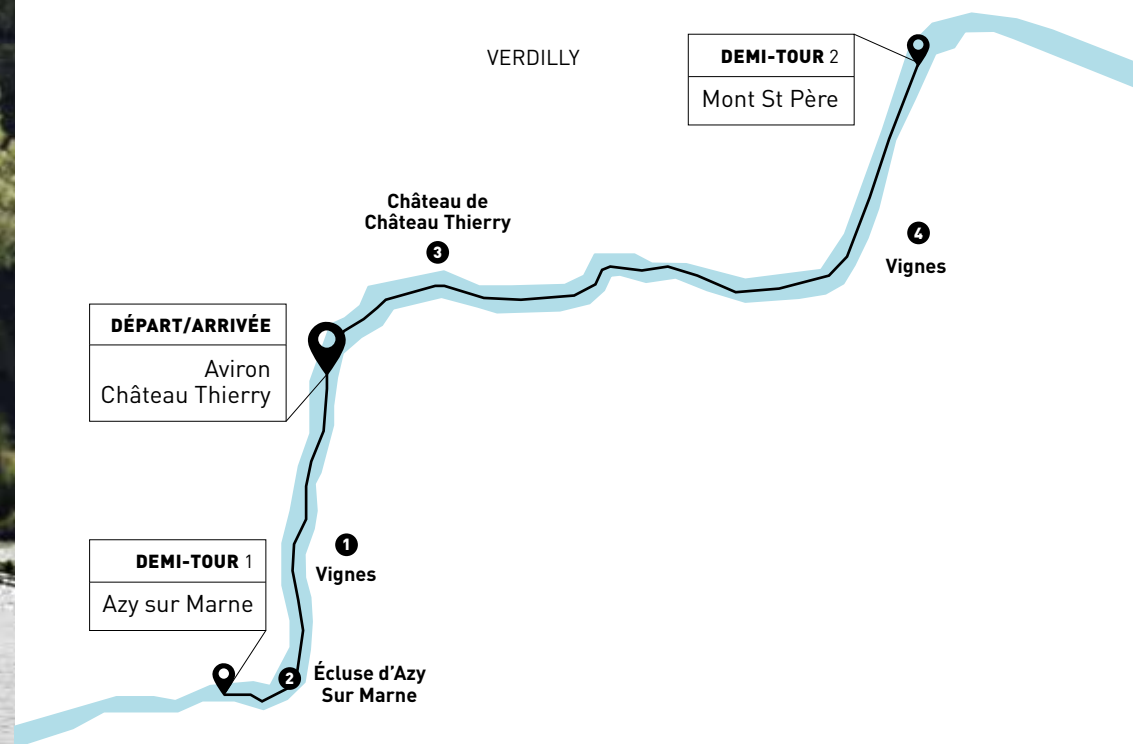 VERDILLY
DEMI-TOUR 2
Mont St Père
Château de
Château Thierry
3
4
Vignes
DÉPART/ARRIVÉE
Aviron
Château Thierry
1
Vignes
DEMI-TOUR 1
Azy sur Marne
2
Écluse d’Azy
Sur Marne